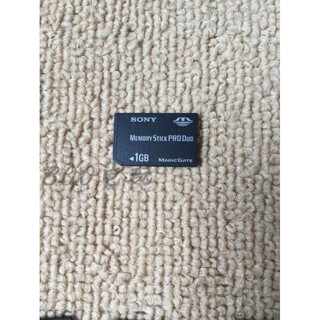 SONY
MEMORY STICK PRO DUO
◄1GB MAGICGATE